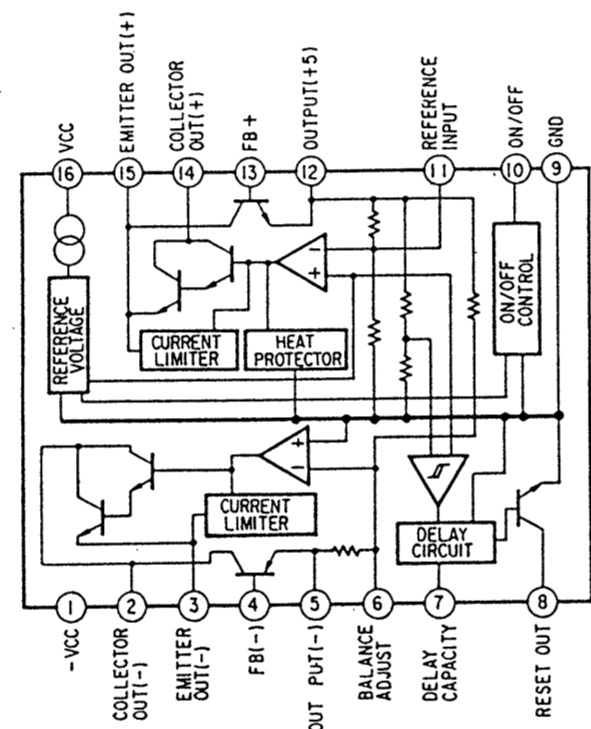 VCC
EMITTER OUT(+)
COLLECTOR
OUT(+)
FB+
OUTPUT(+5)
REFERENCE
INPUT
ON/OFF
GND
16
15
14
13
12
11
10
9
REFERENCE
VOLTAGE
CURRENT
LIMITER
HEAT
PROTECTOR
ON/OFF
CONTROL
-
+
+
-
CURRENT
LIMITER
DELAY
CIRCUIT
1
2
3
4
5
6
7
8
-VCC
COLLECTOR
OUT(-)
EMITTER
OUT(-)
FB(-)
OUT PUT(-)
BALANCE
ADJUST
DELAY
CAPACITY
RESET OUT